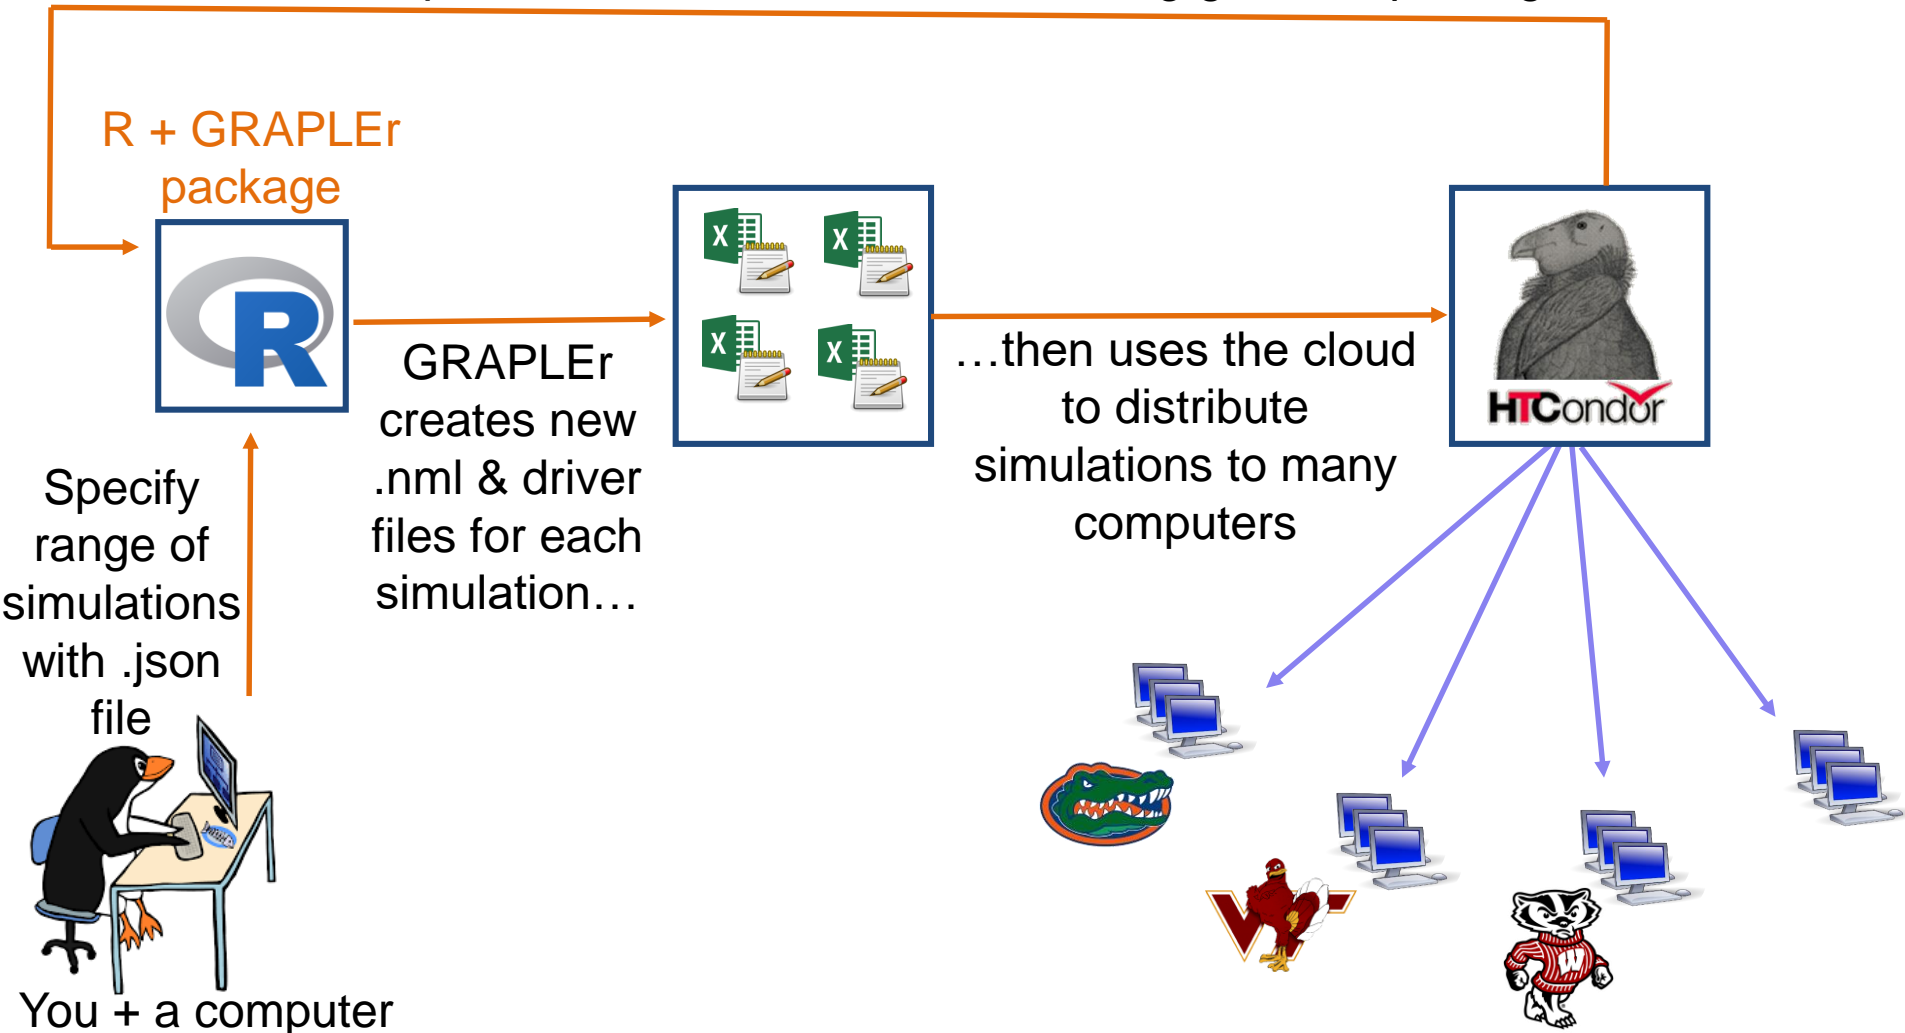 R + GRAPLEr
package
R
X
X
X
X
HTCondor
GRAPLEr
creates new
.nml & driver
files for each
simulation…
…then uses the cloud
to distribute
simulations to many
computers
Specify
range of
simulations
with .json
file
You + a computer
VT
W